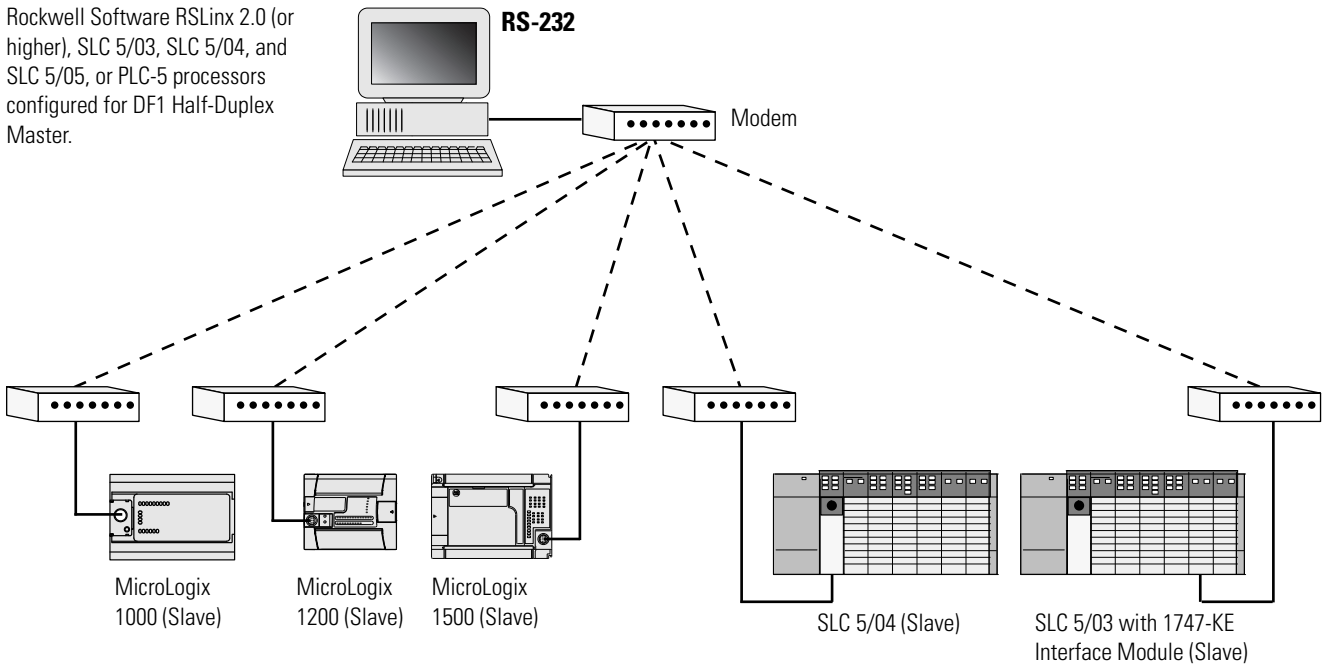 Rockwell Software RSLinx 2.0 (or
higher), SLC 5/03, SLC 5/04, and
SLC 5/05, or PLC-5 processors
configured for DF1 Half-Duplex
Master.
RS-232
Modem
MicroLogix
1000 (Slave)
MicroLogix
1200 (Slave)
MicroLogix
1500 (Slave)
SLC 5/04 (Slave)
SLC 5/03 with 1747-KE
Interface Module (Slave)